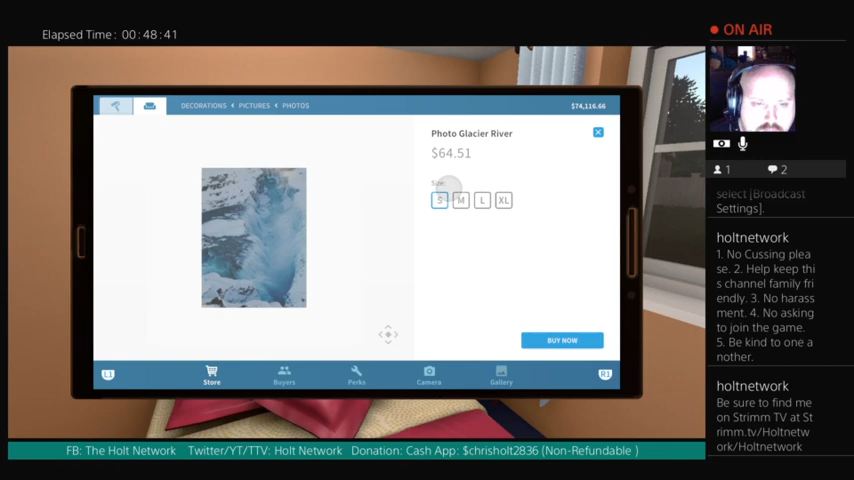 Elapsed Time: 00:48:41
ON AIR
DECORATIONS < PICTURES < PHOTOS
$74,116.66
Photo Glacier River
$64.51
Size:
S M L XL
BUY NOW
L1
Store
Buyers
Perks
Camera
Gallery
R1
1
2
select [Broadcast
Settings].
holtnetwork
1. No Cussing plea
se. 2. Help keep thi
s channel family fri
endly. 3. No harass
ment. 4. No asking
to join the game.
5. Be kind to one a
nother.
holtnetwork
Be sure to find me
on Strimm TV at St
rimm.tv/Holtnetw
ork/Holtnetwork
FB: The Holt Network Twitter/YT/TTV: Holt Network Donation: Cash App: $chrisholt2836 (Non-Refundable )